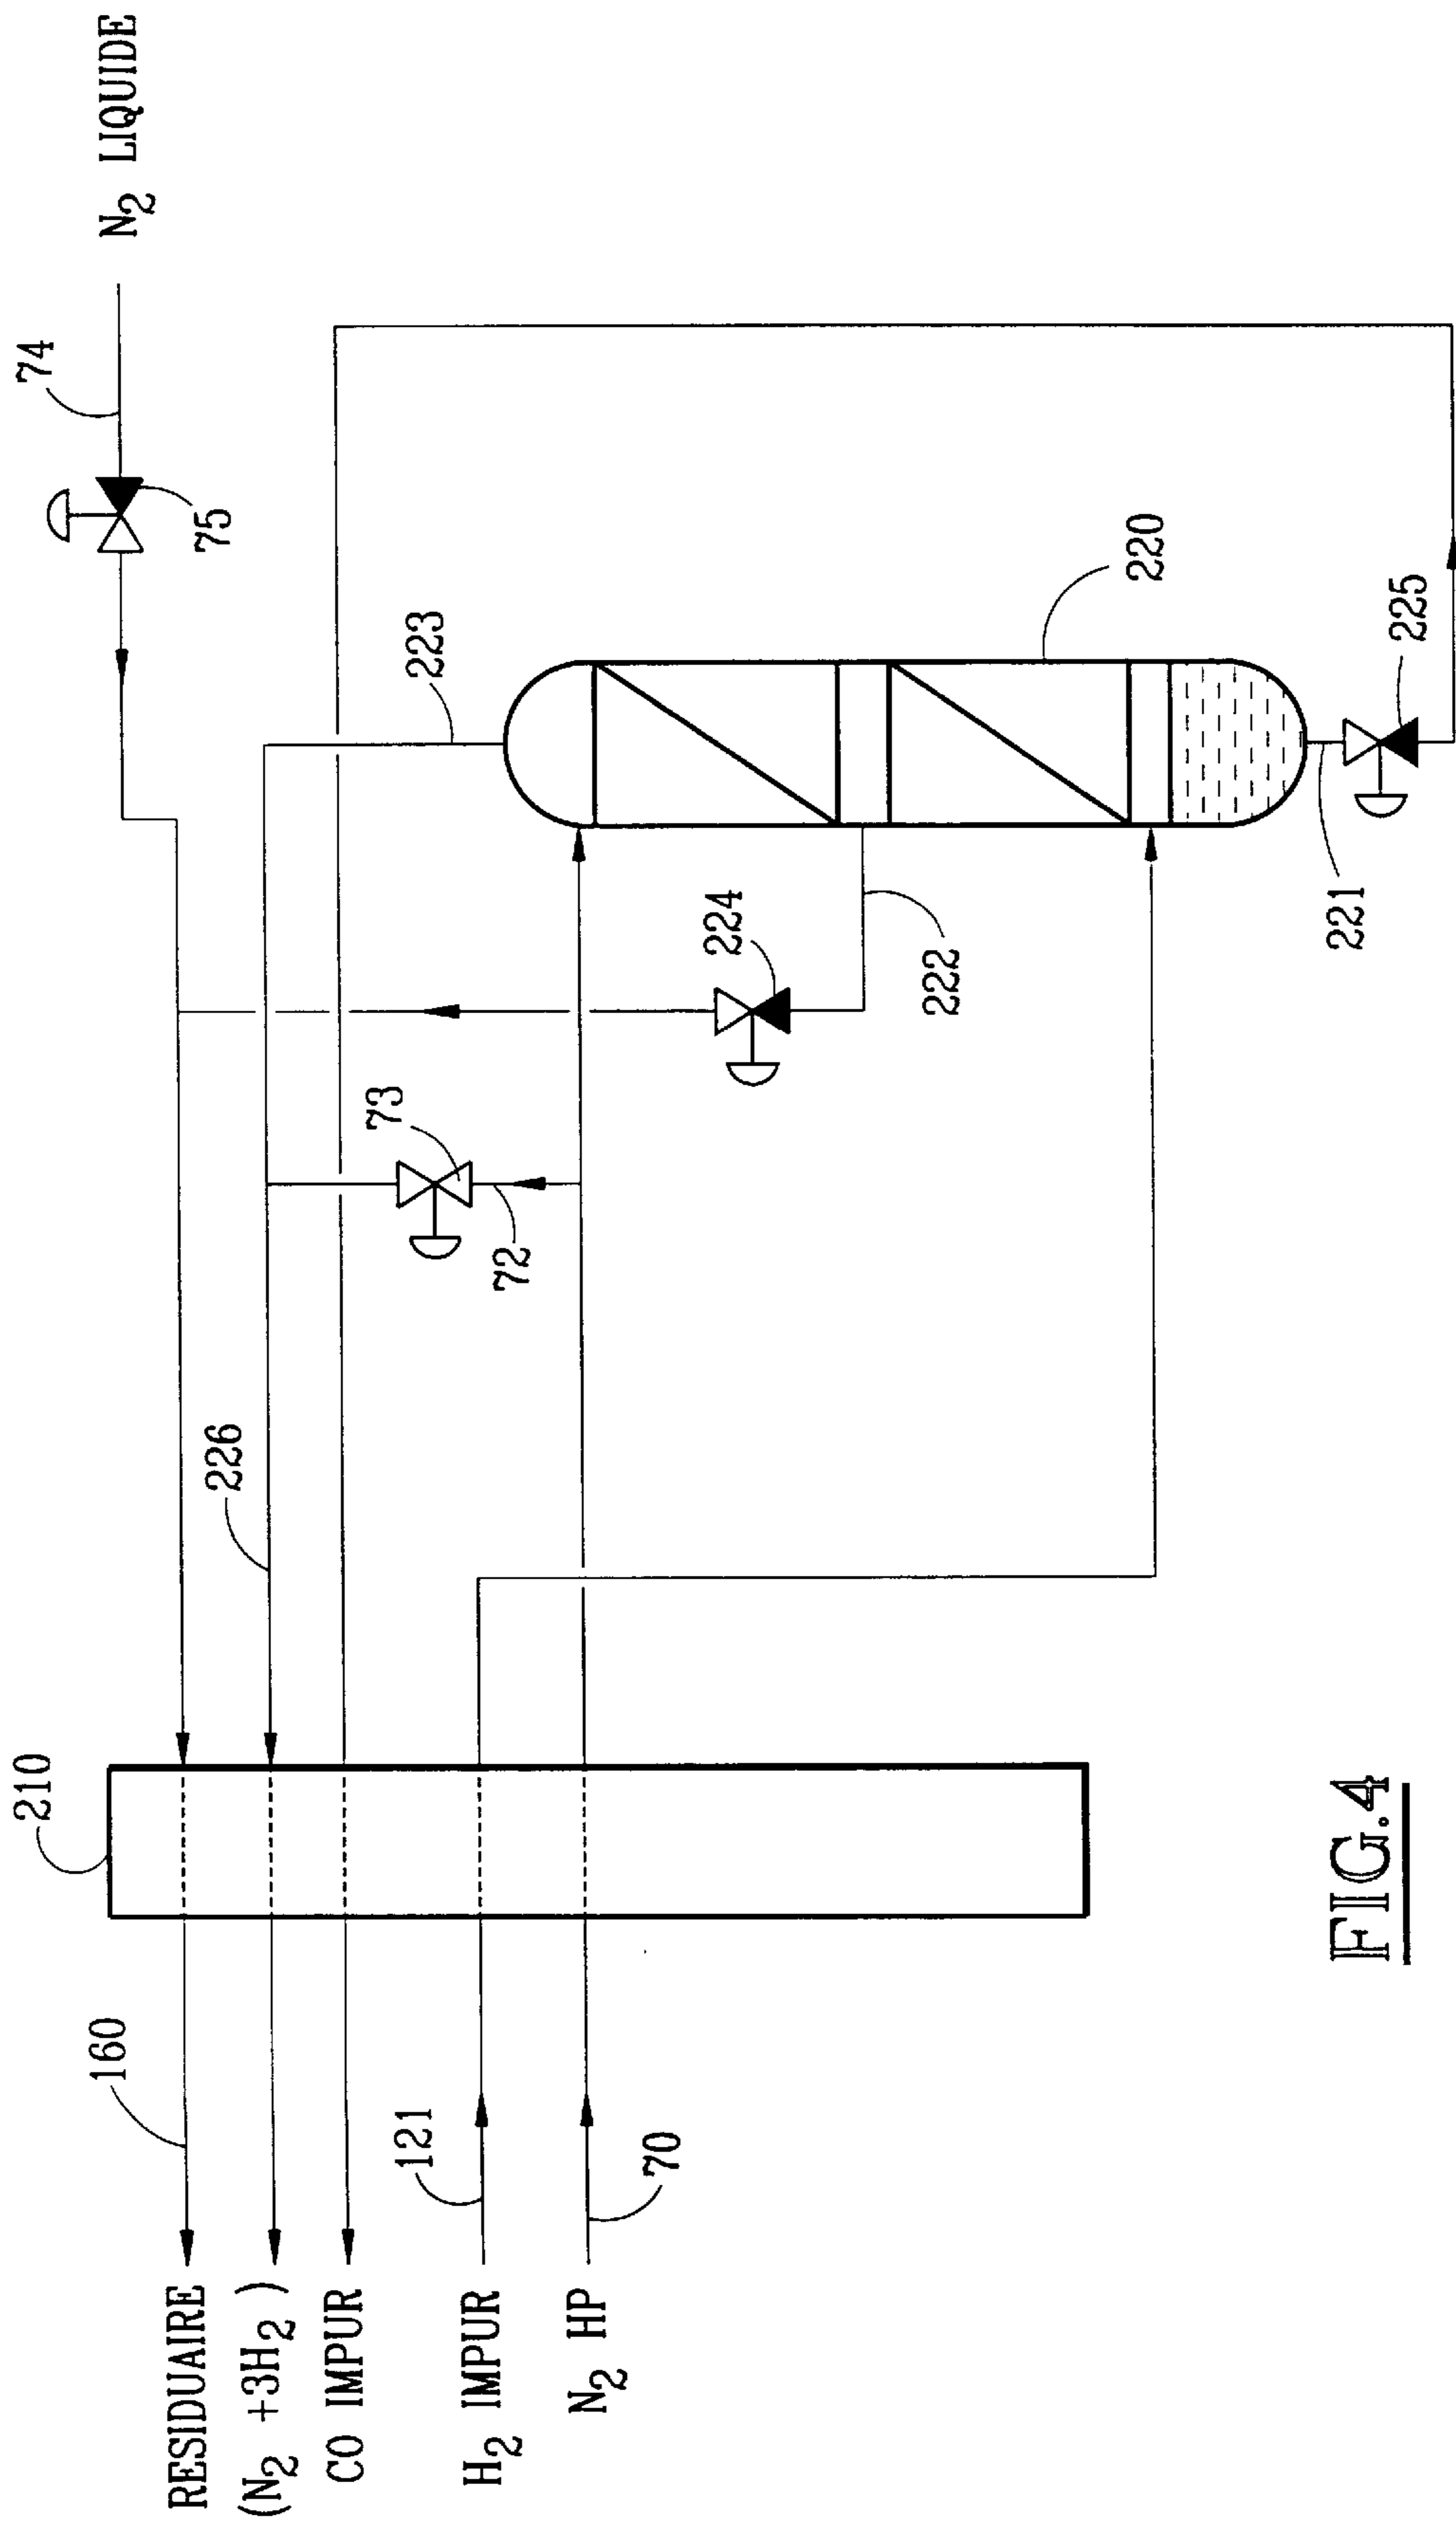 N2 LIQUIDE
74
75
210
226
223
160
RESIDUAIRE
(N2 +3H2)
CO IMPUR
73
72
121
H2 IMPUR
224
70
N2 HP
222
220
221
225
FIG.4